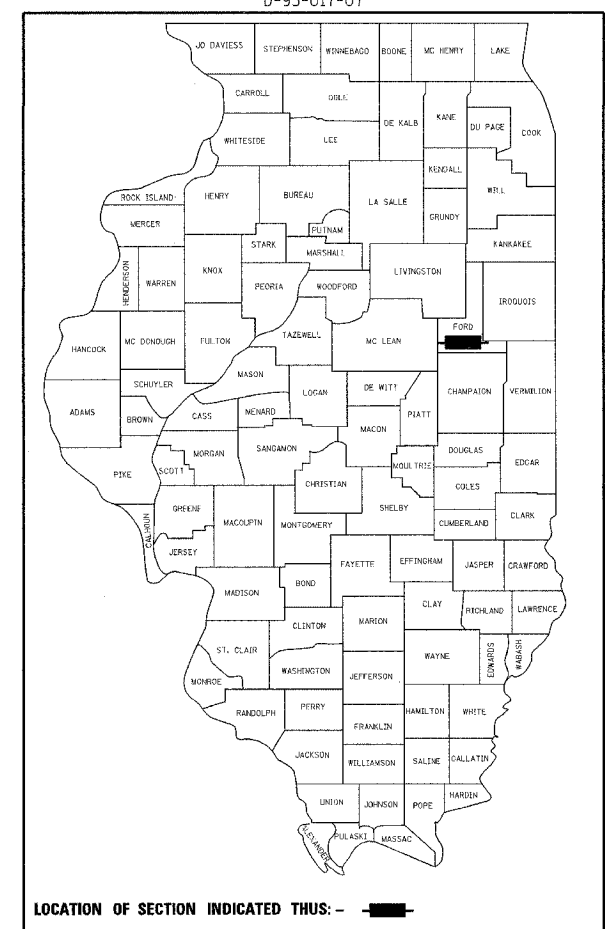 D-95-017-07
JO DAVIESS STEPHENSON WINNEBAGO BOONE MC HENRY LAKE
CARROLL OGLE
DE KALB KANE DU PAGE COOK
WHITESIDE LEE
KENDALL WILL
ROCK ISLAND HENRY BUREAU LA SALLE GRUNDY
MERCER PUTNAM
STARK MARSHALL KANKAKEE
HENDERSON WARREN KNOX PEORIA WOODFORD LIVINGSTON IROQUOIS
FORD
HANCOCK MC DONOUGH FULTON TAZEWELL MC LEAN
MASON
SCHUYLER LOGAN DE WITT CHAMPAION VERMILION
ADAMS BROWN CASS MENARD MACON PIATT
MORGAN SANGAMON DOUGLAS
PIKE SCOTT CHRISTIAN MOULTRIE COLES EDGAR
SHELBY
GREENE MACOUPIN MONTGOMERY CUMBERLAND CLARK
CALHOUN JERSEY
FAYETTE EFFINGHAM JASPER CRAWFORD
BOND
MADISON CLAY RICHLAND LAWRENCE
CLINTON MARION
ST. CLAIR WAYNE EDWARDS WABASH
WASHINGTON JEFFERSON
MONROE
RANDOLPH PERRY HAMILTON WHITE
FRANKLIN
JACKSON WILLIAMSON SALINE GALLATIN
HARDIN
UNION JOHNSON POPE
ALEXANDER PULASKI MASSAC
LOCATION OF SECTION INDICATED THUS: -